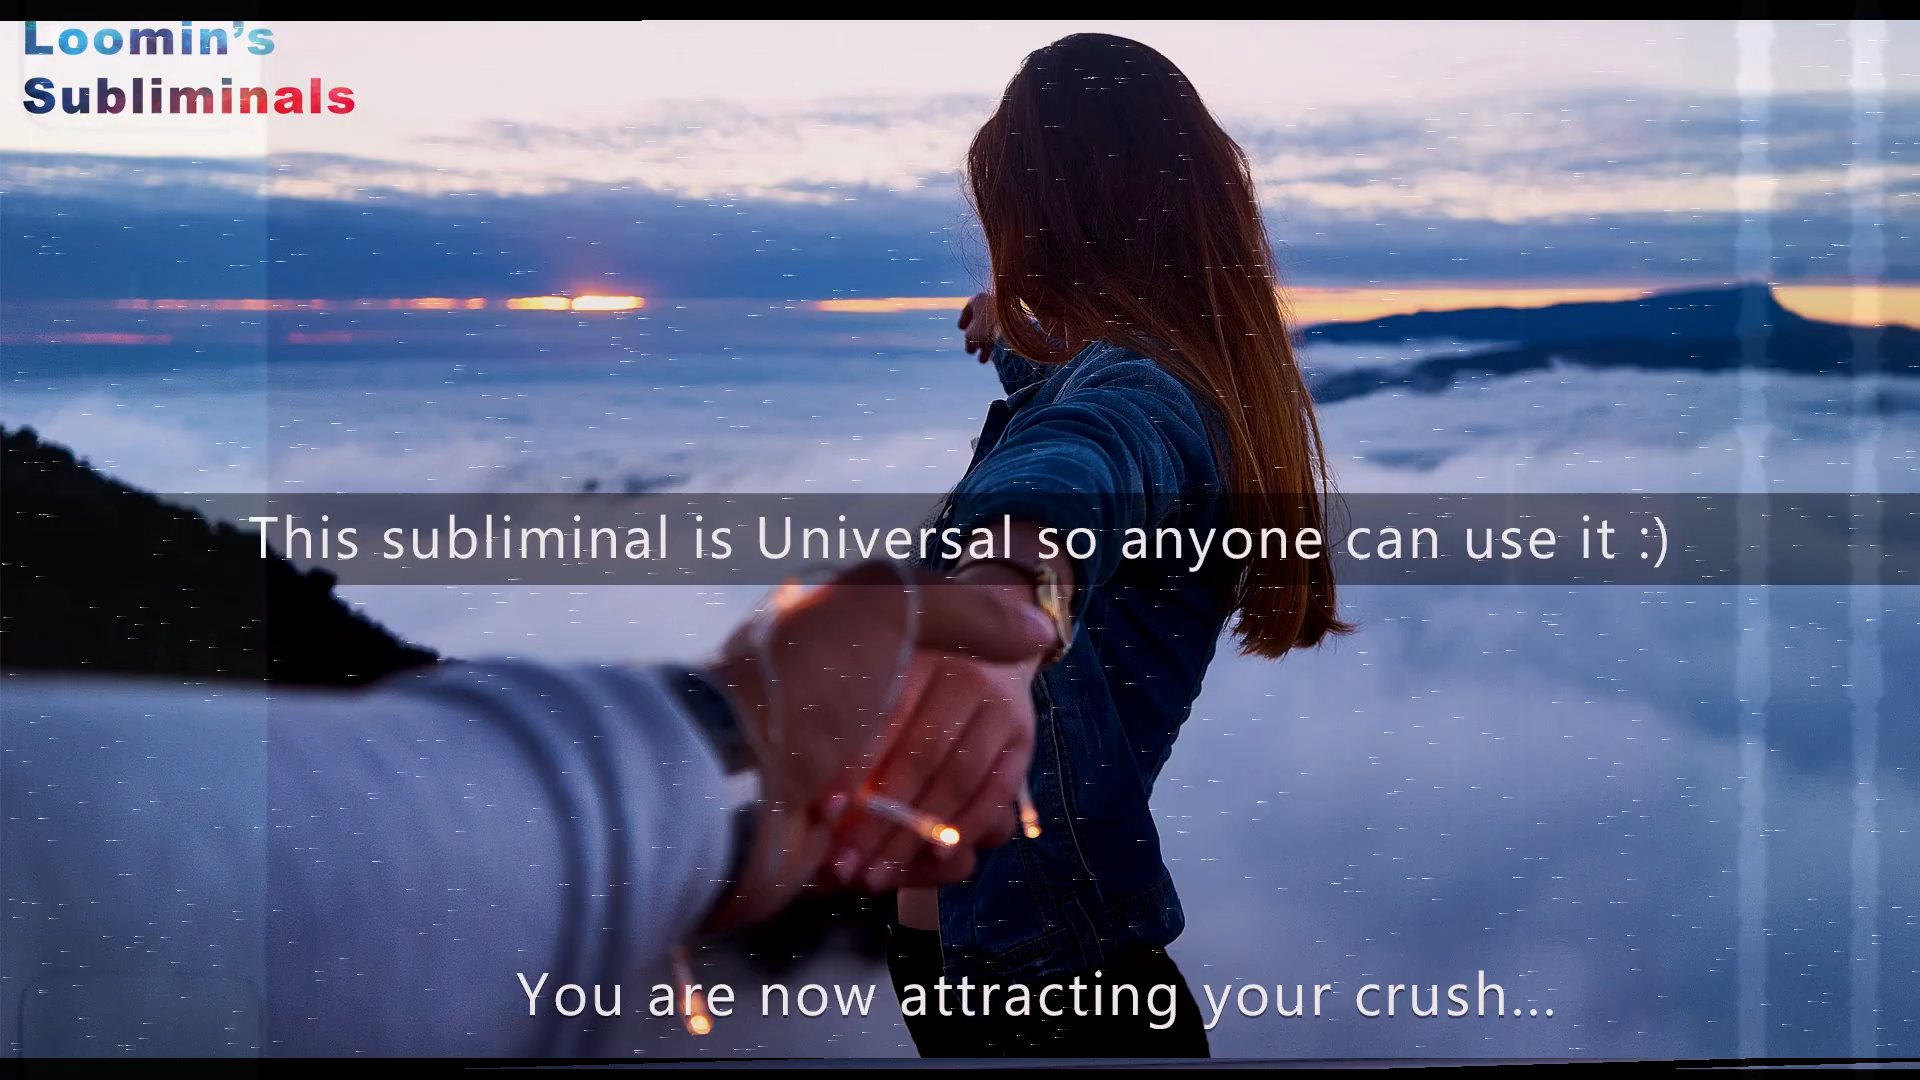 Loomin's
Subliminals
This subliminal is Universal so anyone can use it :)
You are now attracting your crush...